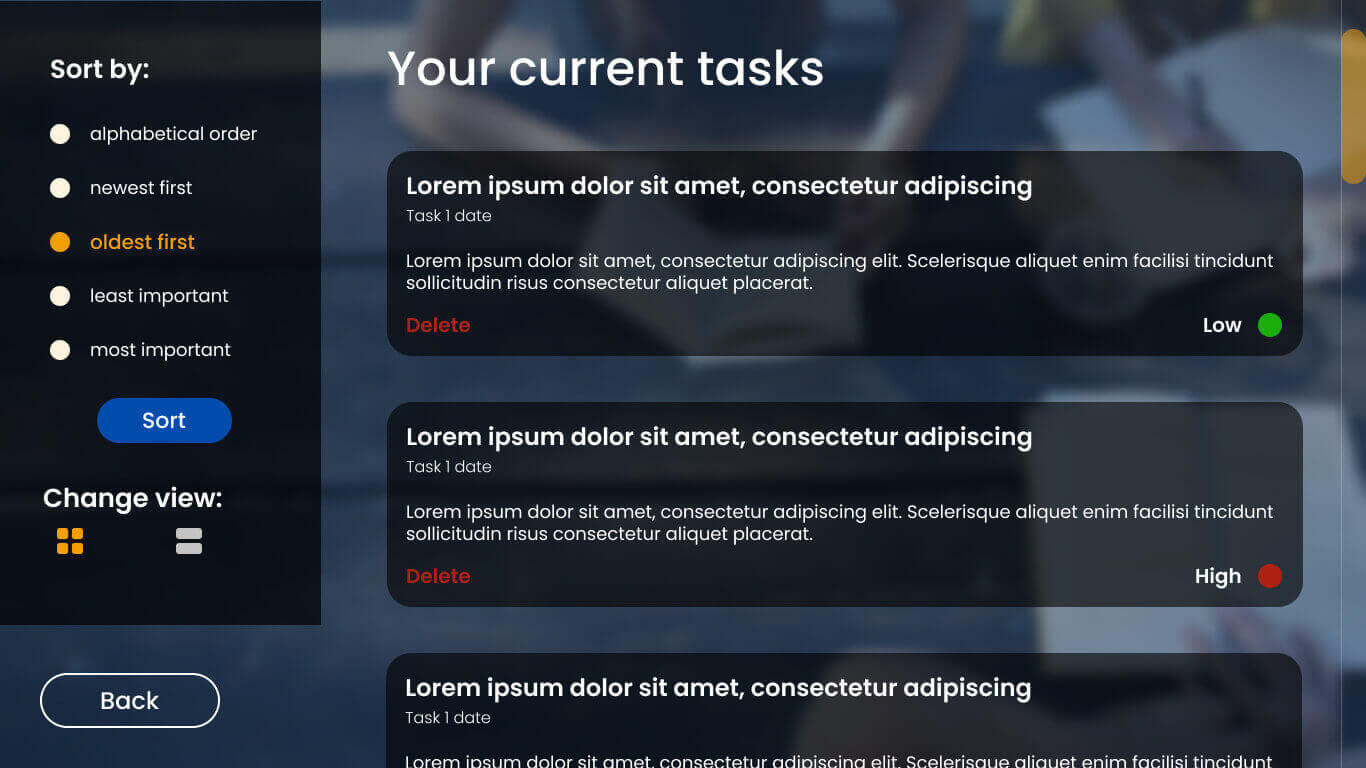 Sort by:
alphabetical order
newest first
oldest first
least important
most important
Sort
Change view:
Back
Your current tasks
Lorem ipsum dolor sit amet, consectetur adipiscing
Task 1 date
Lorem ipsum dolor sit amet, consectetur adipiscing elit. Scelerisque aliquet enim facilisi tincidunt
sollicitudin risus consectetur aliquet placerat.
Delete
Low
Lorem ipsum dolor sit amet, consectetur adipiscing
Task 1 date
Lorem ipsum dolor sit amet, consectetur adipiscing elit. Scelerisque aliquet enim facilisi tincidunt
sollicitudin risus consectetur aliquet placerat.
Delete
High
Lorem ipsum dolor sit amet, consectetur adipiscing
Task 1 date
Lorem ipsum dolor sit amet, consectetur adipiscing elit. Scelerisque aliquet enim facilisi tincidunt